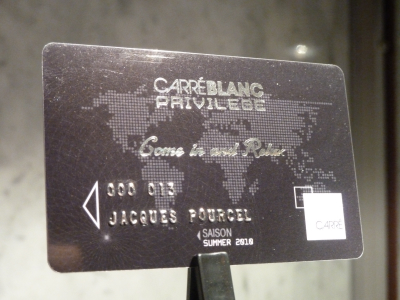 CARRÉBLANC
PRIVILEGE
Come in and Relax
000 013
JACQUES POURCEL
SAISON
SUMMER 2010
CARRÉ